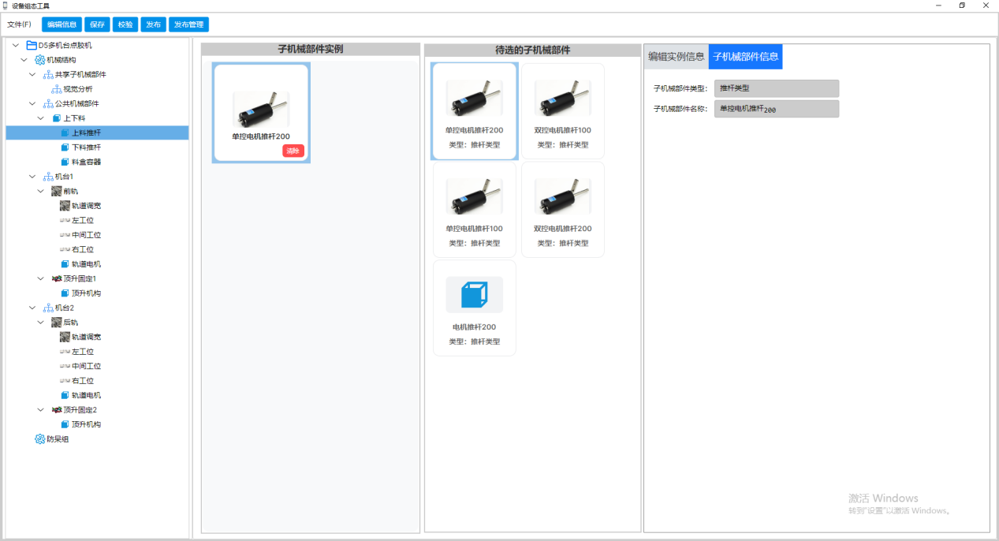 设备组态工具
文件(F) 编辑信息 保存 校验 发布 发布管理
D5多机台点胶机
机械结构
共享子机械部件
视觉分析
公共机械部件
上下料
上料推杆
下料推杆
料盒容器
机台1
前轨
轨道调宽
左工位
中间工位
右工位
轨道电机
顶升固定1
顶升机构
机台2
后轨
轨道调宽
左工位
中间工位
右工位
轨道电机
顶升固定2
顶升机构
防呆组
子机械部件实例
单控电机推杆200
清除
待选的子机械部件
单控电机推杆200
类型：推杆类型
双控电机推杆100
类型：推杆类型
单控电机推杆100
类型：推杆类型
双控电机推杆200
类型：推杆类型
电机推杆200
类型：推杆类型
编辑实例信息 子机械部件信息
子机械部件类型： 推杆类型
子机械部件名称： 单控电机推杆200
激活 Windows
转到"设置"以激活 Windows。